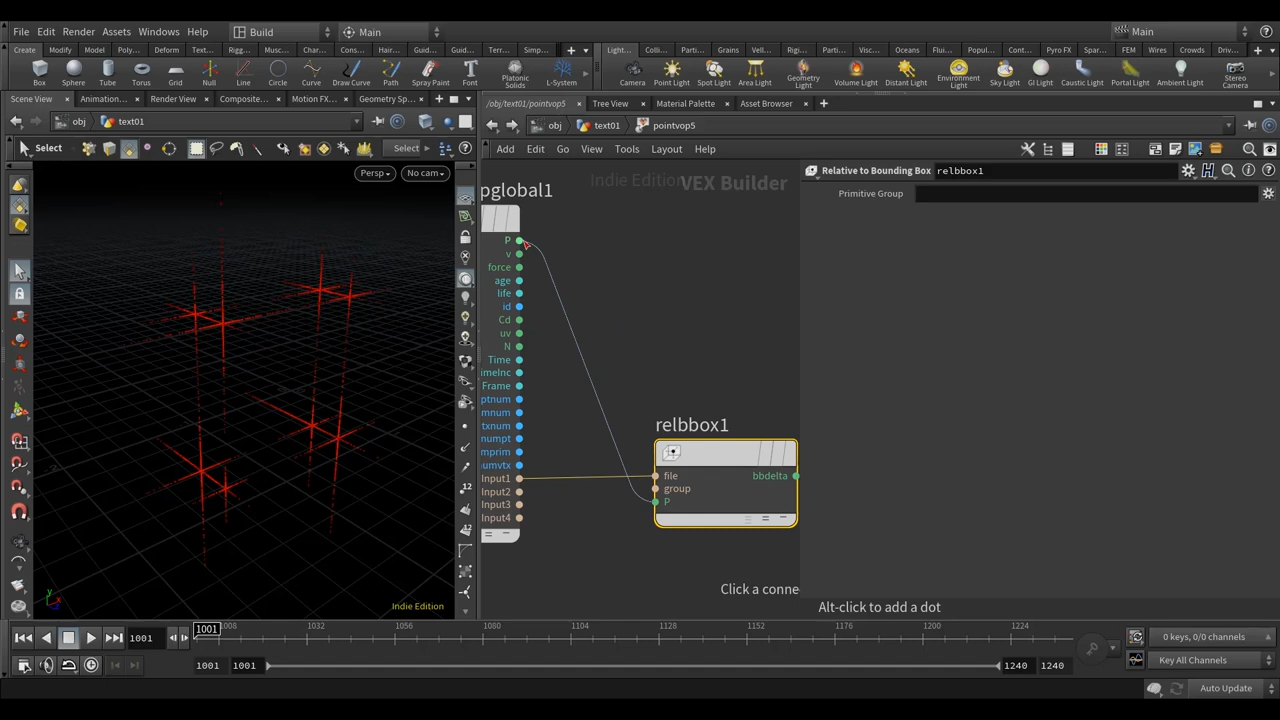 File Edit Render Assets Windows Help Build Main Main
Create Modify Model Poly... Deform Text... Rigg... Musc... Char... Cons... Hair... Guid... Guid... Terr... Simp... Light... Colli... Parti... Grains Vell... Rigi... Parti... Visc... Oceans Flui... Popul... Cont... Pyro FX Spar... FEM Wires Crowds Driv...
Box Sphere Tube Torus Grid Null Line Circle Curve Draw Curve Path Spray Paint Font Platonic Solids L-System Camera Point Light Spot Light Area Light Geometry Light Volume Light Distant Light Environment Light Sky Light GI Light Caustic Light Portal Light Ambient Light Stereo Camera
Scene View Animation... Render View Composite... Motion FX... Geometry Sp... /obj/text01/pointvop5 Tree View Material Palette Asset Browser
obj text01 obj text01 pointvop5
Select Select Add Edit Go View Tools Layout Help
Persp No cam
Indie Edition VEX Builder
Relative to Bounding Box relbbox1
Primitive Group
pglobal1
P
v
force
age
life
id
Cd
uv
N
Time
imeInc
Frame
ptnum
mnum
txnum
numpt
mprim
umvtx
Input1
Input2
Input3
Input4
relbbox1
file bbdelta
group
P
Click a conne
Alt-click to add a dot
12
12
y
x
Indie Edition
1001 1001 1008 1032 1056 1080 1104 1128 1152 1176 1200 1224 0 keys, 0/0 channels
1001 1001 1240 1240 Key All Channels
Auto Update